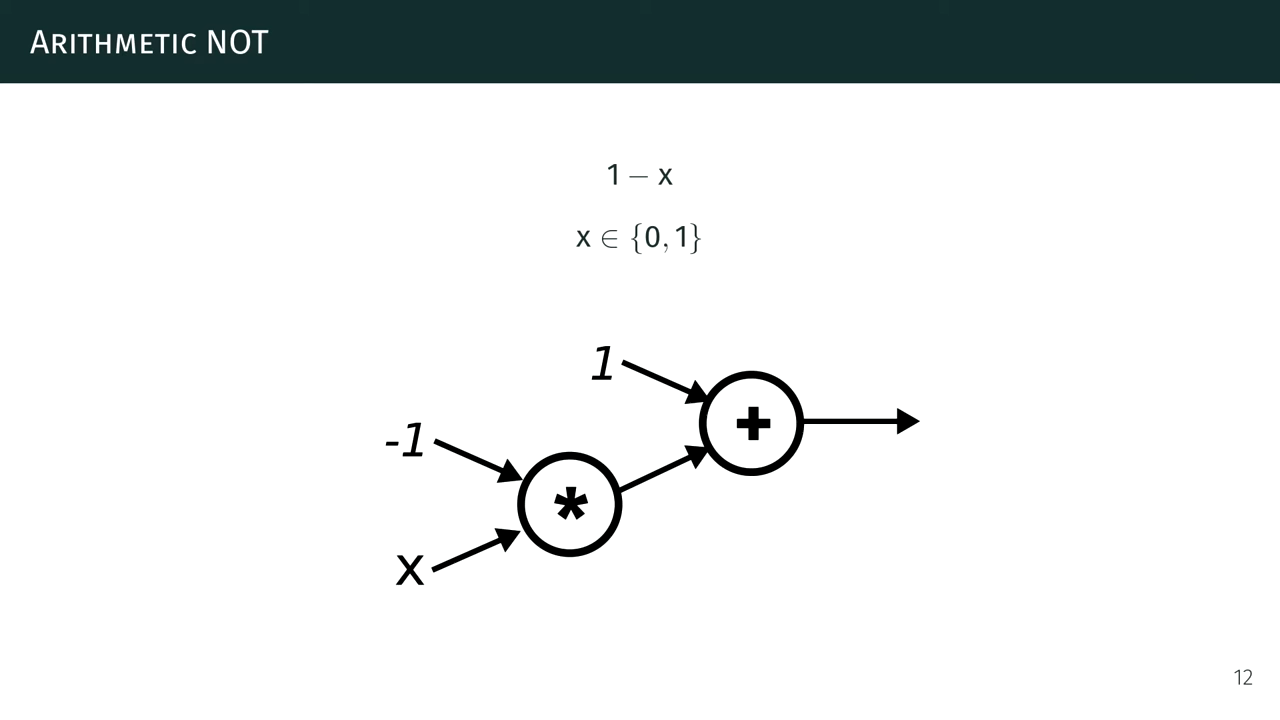 Arithmetic NOT
1 − x
x ∈ {0, 1}
1
-1
+
*
x
12